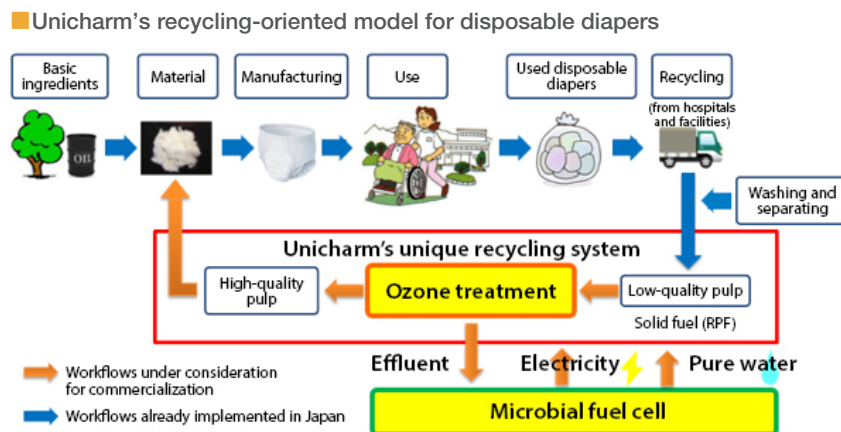 Unicharm's recycling-oriented model for disposable diapers
Basic
ingredients
Material
Manufacturing
Use
Used disposable
diapers
Recycling
(from hospitals
and facilities)
OIL
Washing and
separating
Unicharm's unique recycling system
High-quality
pulp
Ozone treatment
Low-quality pulp
Solid fuel (RPF)
Effluent
Electricity
Pure water
Workflows under consideration
for commercialization
Workflows already implemented in Japan
Microbial fuel cell